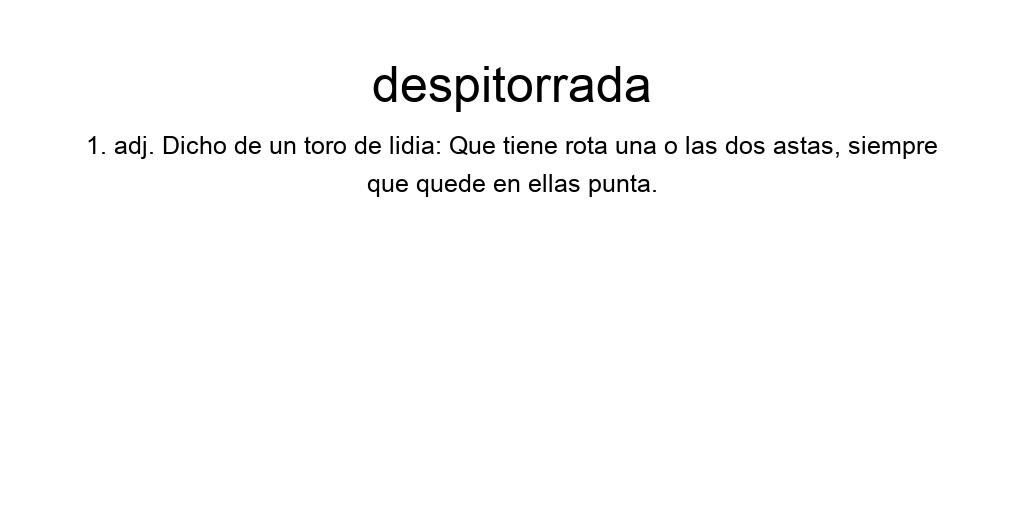 despitorrada
1. adj. Dicho de un toro de lidia: Que tiene rota una o las dos astas, siempre
que quede en ellas punta.